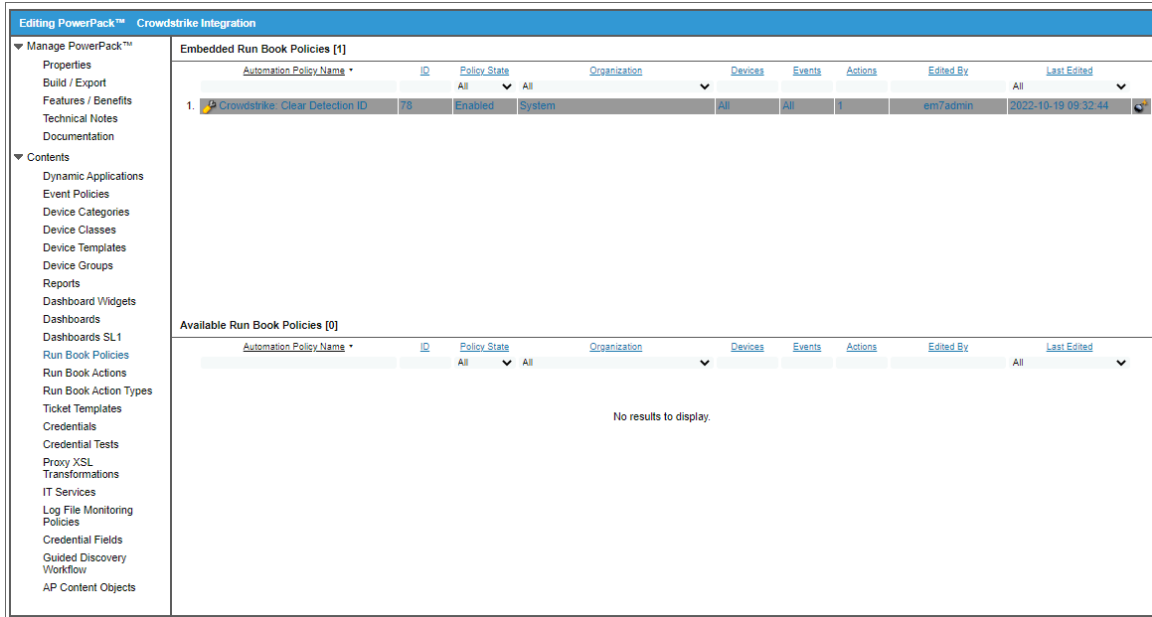 Editing PowerPack™ Crowdstrike Integration
Manage PowerPack™
Properties
Build / Export
Features / Benefits
Technical Notes
Documentation
Contents
Dynamic Applications
Event Policies
Device Categories
Device Classes
Device Templates
Device Groups
Reports
Dashboard Widgets
Dashboards
Dashboards SL1
Run Book Policies
Run Book Actions
Run Book Action Types
Ticket Templates
Credentials
Credential Tests
Proxy XSL
Transformations
IT Services
Log File Monitoring
Policies
Credential Fields
Guided Discovery
Workflow
AP Content Objects
Embedded Run Book Policies [1]
Automation Policy Name ID Policy State Organization Devices Events Actions Edited By Last Edited
All All All
1. Crowdstrike: Clear Detection ID 78 Enabled System All All 1 em7admin 2022-10-19 09:32:44
Available Run Book Policies [0]
Automation Policy Name ID Policy State Organization Devices Events Actions Edited By Last Edited
All All All
No results to display.